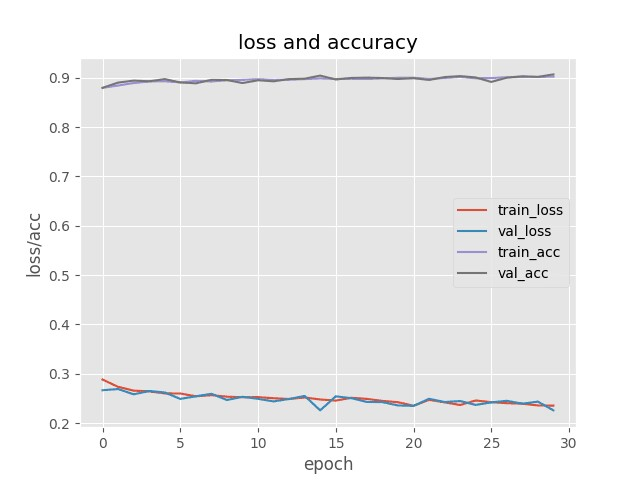 loss and accuracy
0.9
0.8
0.7
0.6
0.5
0.4
0.3
0.2
loss/acc
train_loss
val_loss
train_acc
val_acc
0 5 10 15 20 25 30
epoch